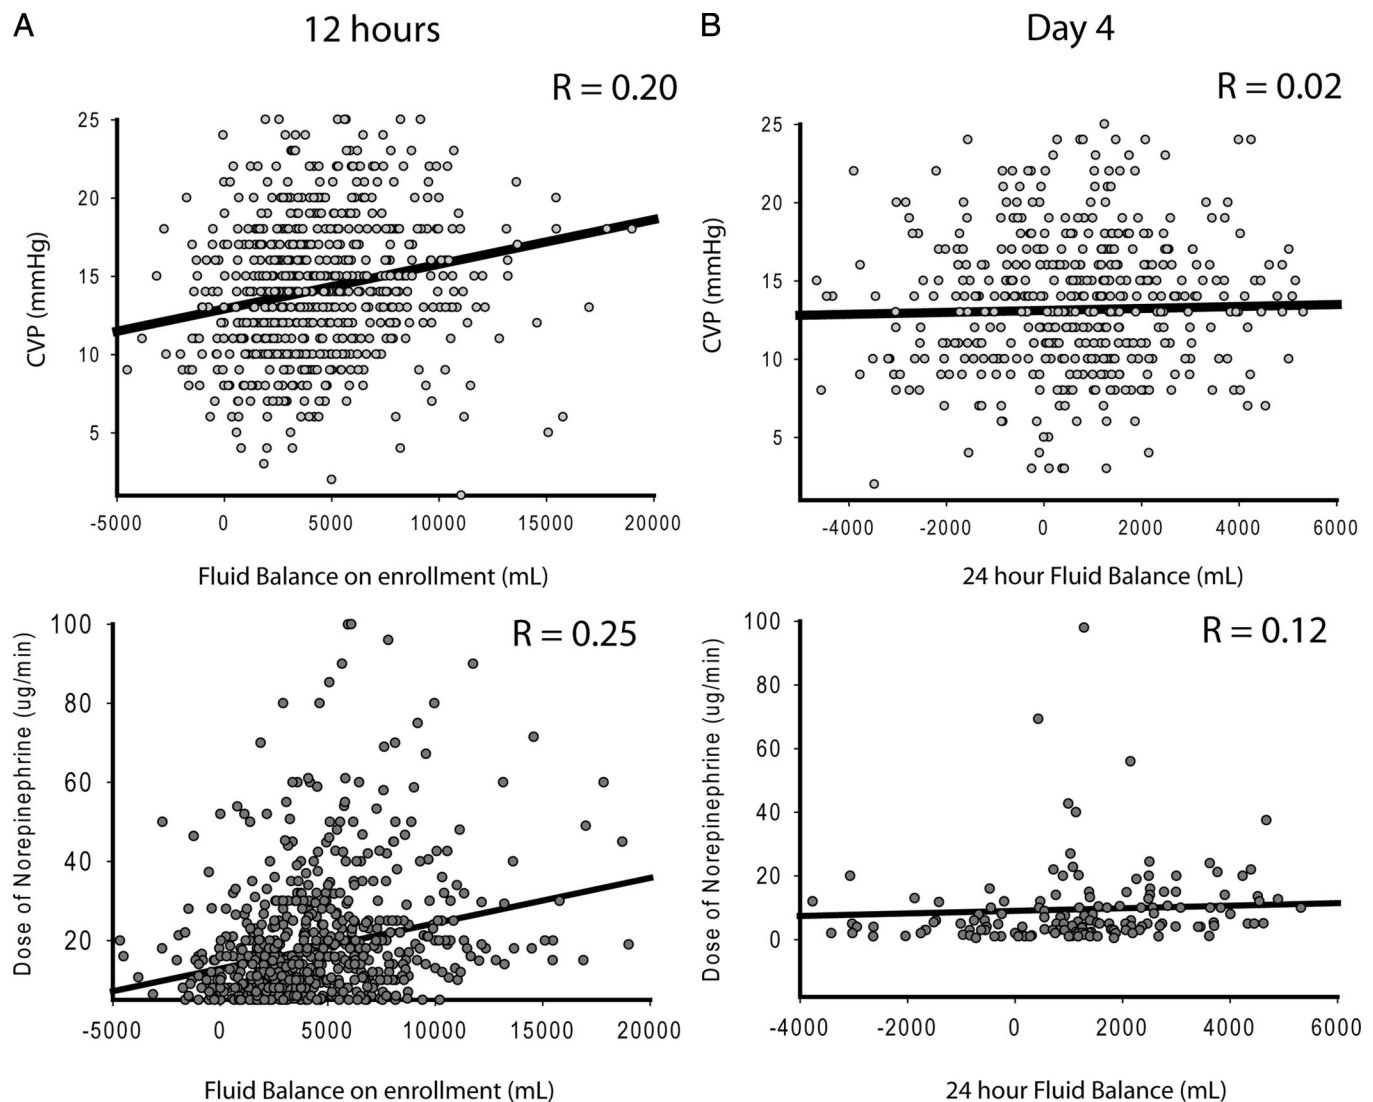 A
12 hours
R = 0.20
25
20
15
10
5
CVP (mmHg)
-5000 0 5000 10000 15000 20000
Fluid Balance on enrollment (mL)
B
Day 4
R = 0.02
25
20
15
10
5
CVP (mmHg)
-4000 -2000 0 2000 4000 6000
24 hour Fluid Balance (mL)
R = 0.25
100
80
60
40
20
Dose of Norepinephrine (ug/min)
-5000 0 5000 10000 15000 20000
Fluid Balance on enrollment (mL)
R = 0.12
100
80
60
40
20
0
Dose of Norepinephrine (ug/min)
-4000 -2000 0 2000 4000 6000
24 hour Fluid Balance (mL)